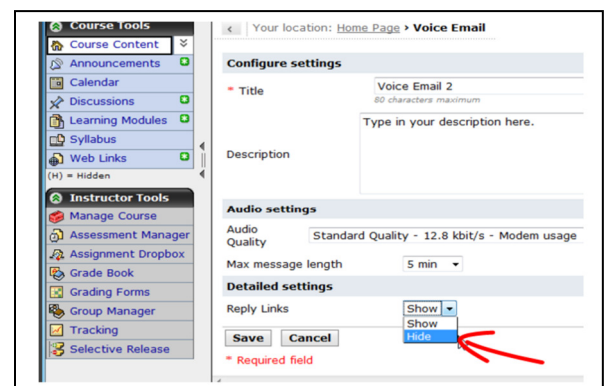 Course Tools
Course Content
Announcements
Calendar
Discussions
Learning Modules
Syllabus
Web Links
(H) = Hidden
Instructor Tools
Manage Course
Assessment Manager
Assignment Dropbox
Grade Book
Grading Forms
Group Manager
Tracking
Selective Release
Your location: Home Page › Voice Email
Configure settings
* Title Voice Email 2
80 characters maximum
Type in your description here.
Description
Audio settings
Audio Quality Standard Quality - 12.8 kbit/s - Modem usage
Max message length 5 min
Detailed settings
Reply Links Show
Show
Hide
Save Cancel
* Required field